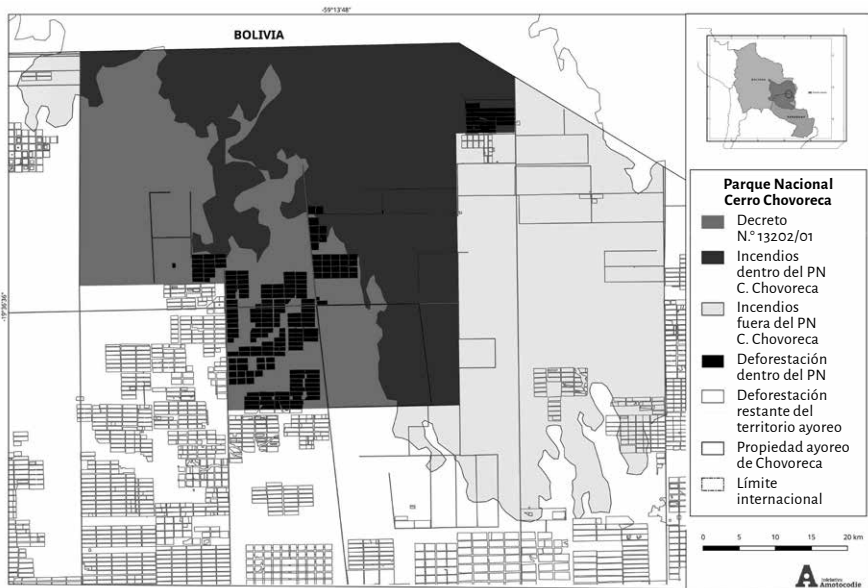 -59°13'48"
BOLIVIA
-19°36'36"
Parque Nacional
Cerro Chovoreca
Decreto
N.° 13202/01
Incendios
dentro del PN
C. Chovoreca
Incendios
fuera del PN
C. Chovoreca
Deforestación
dentro del PN
Deforestación
restante del
territorio ayoreo
Propiedad ayoreo
de Chovoreca
Límite
internacional
0 5 10 15 20 km
Iniciativa
Amotocodie